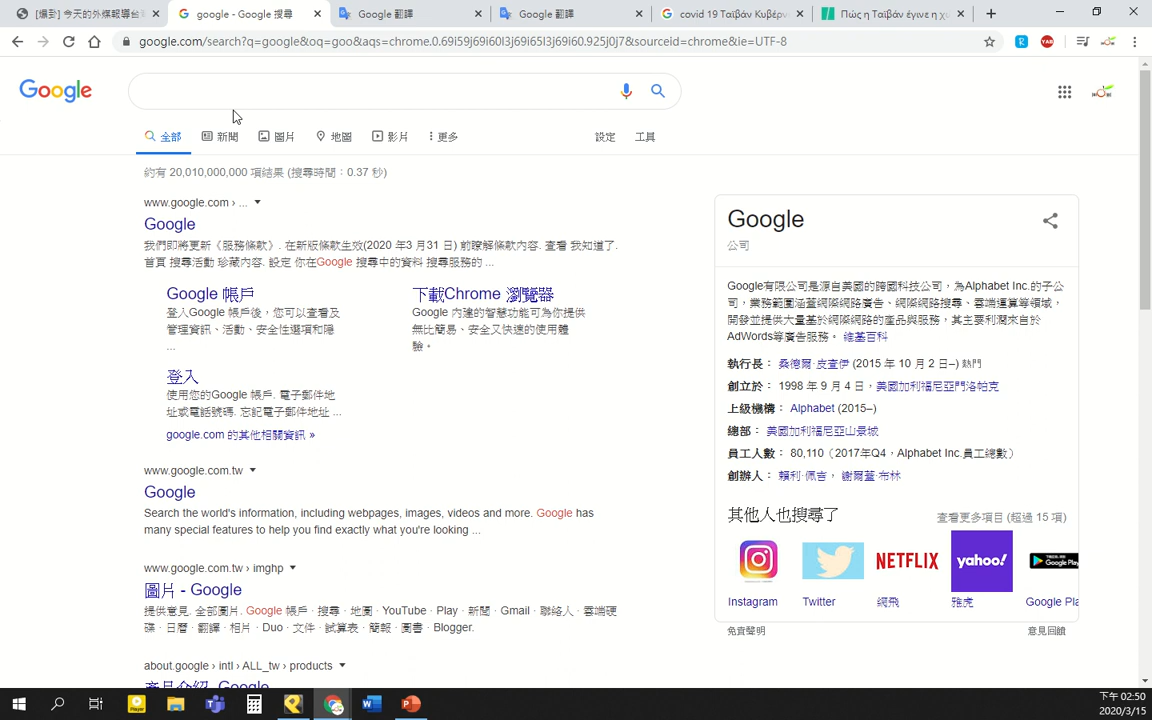 [爆卦] 今天的外媒報導台
google - Google 搜尋
Google 翻譯
Google 翻譯
covid 19 Ταϊβάν Κυβέρν
Πώς η Ταϊβάν έγινε η χώ
google.com/search?q=google&oq=goo&aqs=chrome.0.69i59j69i60l3j69i65l3j69i60.925j0j7&sourceid=chrome&ie=UTF-8
Google
全部 新聞 圖片 地圖 影片 更多 設定 工具
約有 20,010,000,000 項結果 (搜尋時間：0.37 秒)
www.google.com › ...
Google
我們即將更新《服務條款》. 在新版條款生效(2020 年3 月31 日) 前瞭解條款內容. 查看 我知道了.
首頁 搜尋活動 珍藏內容. 設定 你在Google 搜尋中的資料 搜尋服務的 ...
Google 帳戶
登入Google 帳戶後，您可以查看及
管理資訊、活動、安全性選項和隱
...
下載Chrome 瀏覽器
Google 內建的智慧功能可為你提供
無比簡易、安全又快速的使用體
驗。
登入
使用您的Google 帳戶. 電子郵件地
址或電話號碼. 忘記電子郵件地址 ...
google.com 的其他相關資訊 »
www.google.com.tw
Google
Search the world's information, including webpages, images, videos and more. Google has
many special features to help you find exactly what you're looking ...
www.google.com.tw › imghp
圖片 - Google
提供意見. 全部圖片. Google 帳戶 · 搜尋 · 地圖 · YouTube · Play · 新聞 · Gmail · 聯絡人 · 雲端硬
碟 · 日曆 · 翻譯 · 相片 · Duo · 文件 · 試算表 · 簡報 · 圖書 · Blogger.
about.google › intl › ALL_tw › products
產品介紹 - Google
Google
公司
Google有限公司是源自美國的跨國科技公司，為Alphabet Inc.的子公
司，業務範圍涵蓋網際網路廣告、網際網路搜尋、雲端運算等領域，
開發並提供大量基於網際網路的產品與服務，其主要利潤來自於
AdWords等廣告服務。 維基百科
執行長： 桑德爾·皮查伊 (2015 年 10 月 2 日–) 熱門
創立於： 1998 年 9 月 4 日，美國加利福尼亞門洛帕克
上級機構： Alphabet (2015–)
總部： 美國加利福尼亞山景城
員工人數： 80,110（2017年Q4，Alphabet Inc.員工總數）
創辦人： 賴利·佩吉， 謝爾蓋·布林
其他人也搜尋了 查看更多項目 (超過 15 項)
NETFLIX yahoo! Google Play
Instagram Twitter 網飛 雅虎 Google Pla
免責聲明 意見回饋
下午 02:50
2020/3/15